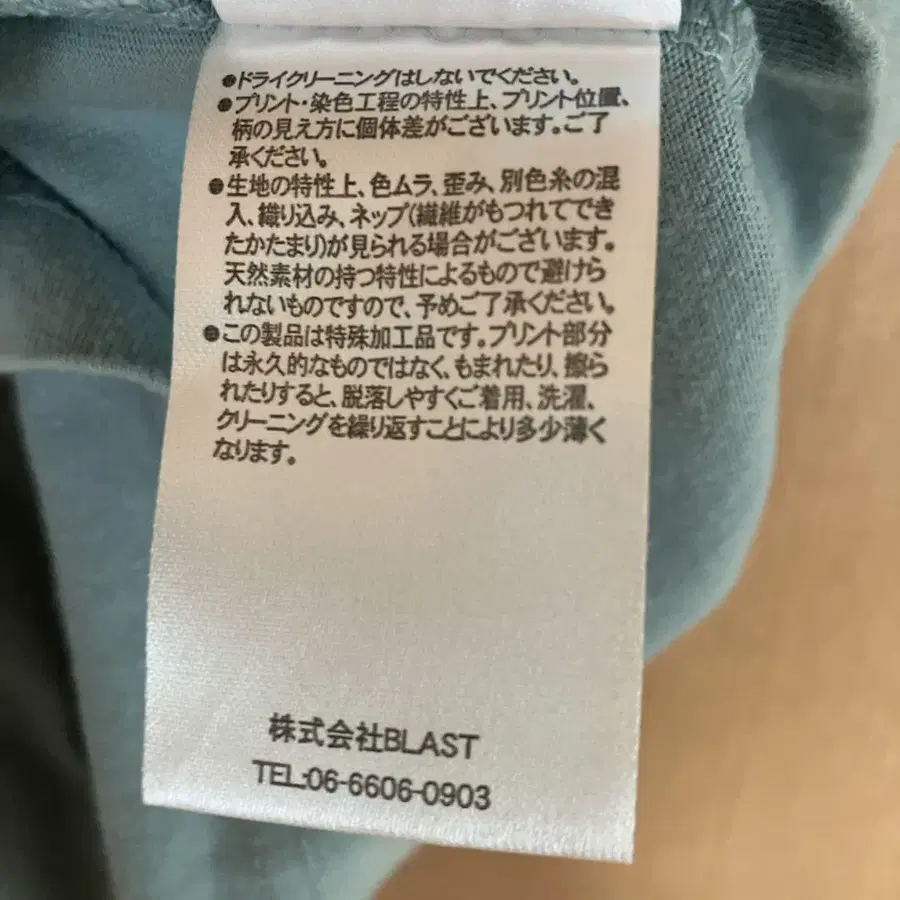 ●ドライクリーニングはしないでください。
●プリント・染色工程の特性上、プリント位置、
柄の見え方に個体差がございます。ご了
承ください。
●生地の特性上、色ムラ、歪み、別色糸の混
入、織り込み、ネップ(繊維がもつれてでき
たかたまり)が見られる場合がございます。
天然素材の持つ特性によるもので避けら
れないものですので、予めご了承ください。
●この製品は特殊加工品です。プリント部分
は永久的なものではなく、もまれたり、擦ら
れたりすると、脱落しやすくご着用、洗濯、
クリーニングを繰り返すことにより多少薄く
なります。
株式会社BLAST
TEL:06-6606-0903